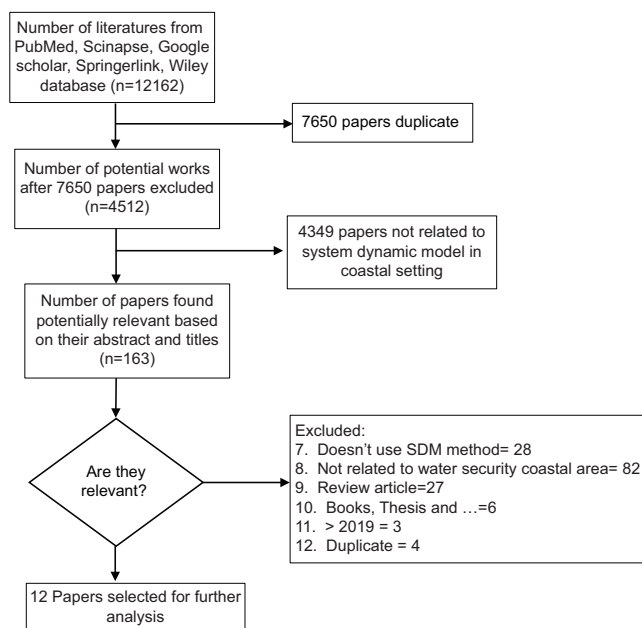 Number of literatures from
PubMed, Scinapse, Google
scholar, Springerlink, Wiley
database (n=12162)
7650 papers duplicate
Number of potential works
after 7650 papers excluded
(n=4512)
4349 papers not related to
system dynamic model in
coastal setting
Number of papers found
potentially relevant based
on their abstract and titles
(n=163)
Are they
relevant?
Excluded:
7. Doesn't use SDM method= 28
8. Not related to water security coastal area= 82
9. Review article=27
10. Books, Thesis and …=6
11. > 2019 = 3
12. Duplicate = 4
12 Papers selected for further
analysis